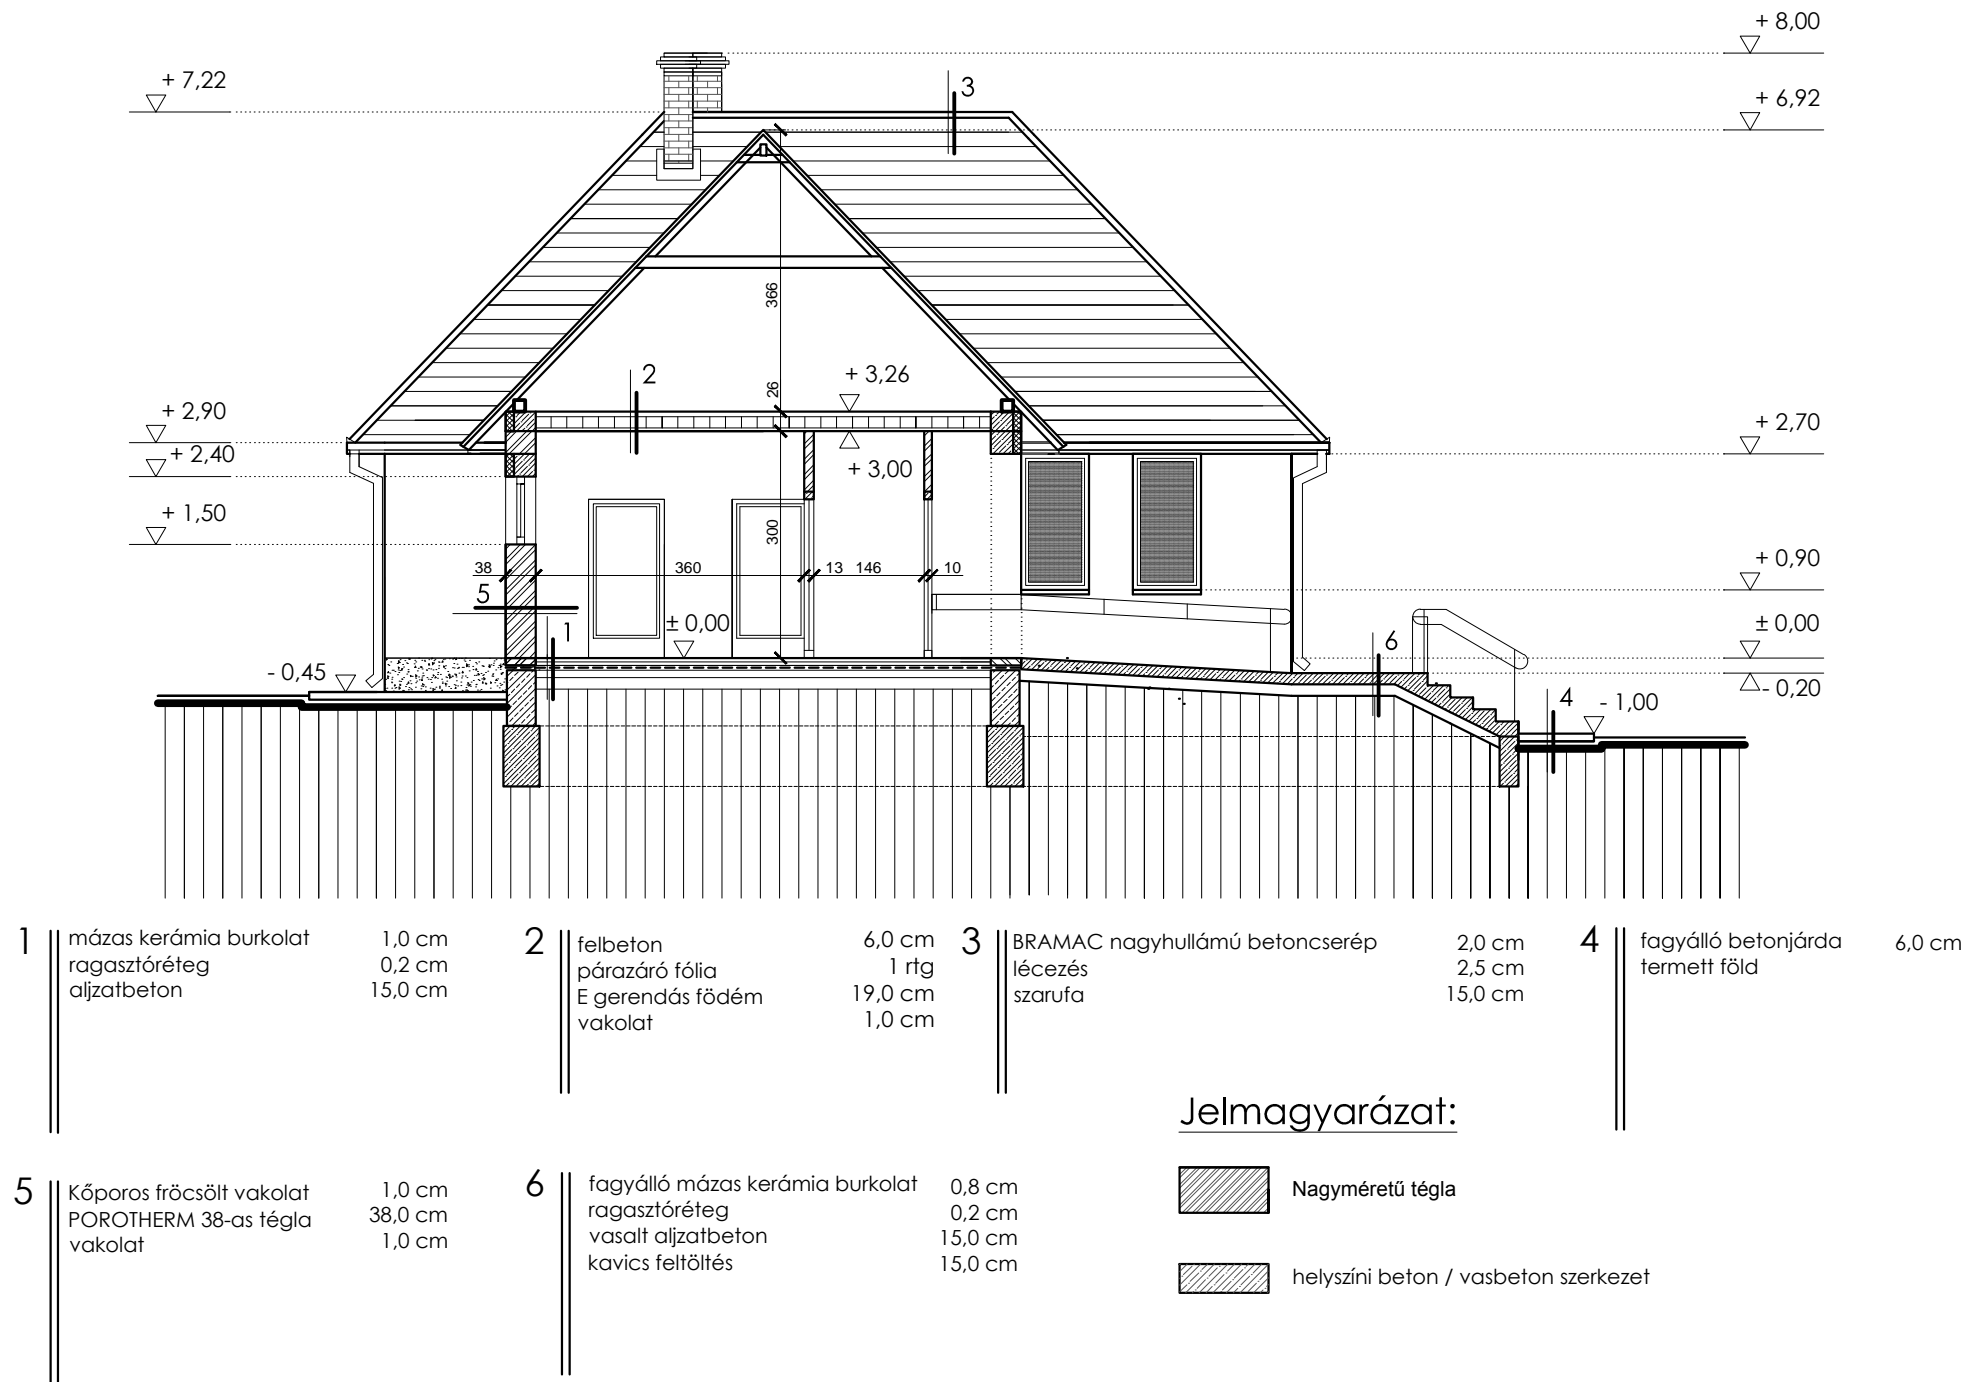 + 8,00
+ 7,22
3
+ 6,92
366
2
+ 3,26
26
+ 2,90
+ 2,70
+ 2,40
+ 3,00
+ 1,50
300
+ 0,90
38
360
13
146
10
5
1
± 0,00
± 0,00
6
- 0,45
- 0,20
4
- 1,00
1
mázas kerámia burkolat 1,0 cm
ragasztóréteg 0,2 cm
aljzatbeton 15,0 cm
2
felbeton 6,0 cm
párazáró fólia 1 rtg
E gerendás födém 19,0 cm
vakolat 1,0 cm
3
BRAMAC nagyhullámú betoncserép 2,0 cm
lécezés 2,5 cm
szarufa 15,0 cm
4
fagyálló betonjárda 6,0 cm
termett föld
5
Kőporos fröcsölt vakolat 1,0 cm
POROTHERM 38-as tégla 38,0 cm
vakolat 1,0 cm
6
fagyálló mázas kerámia burkolat 0,8 cm
ragasztóréteg 0,2 cm
vasalt aljzatbeton 15,0 cm
kavics feltöltés 15,0 cm
Jelmagyarázat:
Nagyméretű tégla
helyszíni beton / vasbeton szerkezet